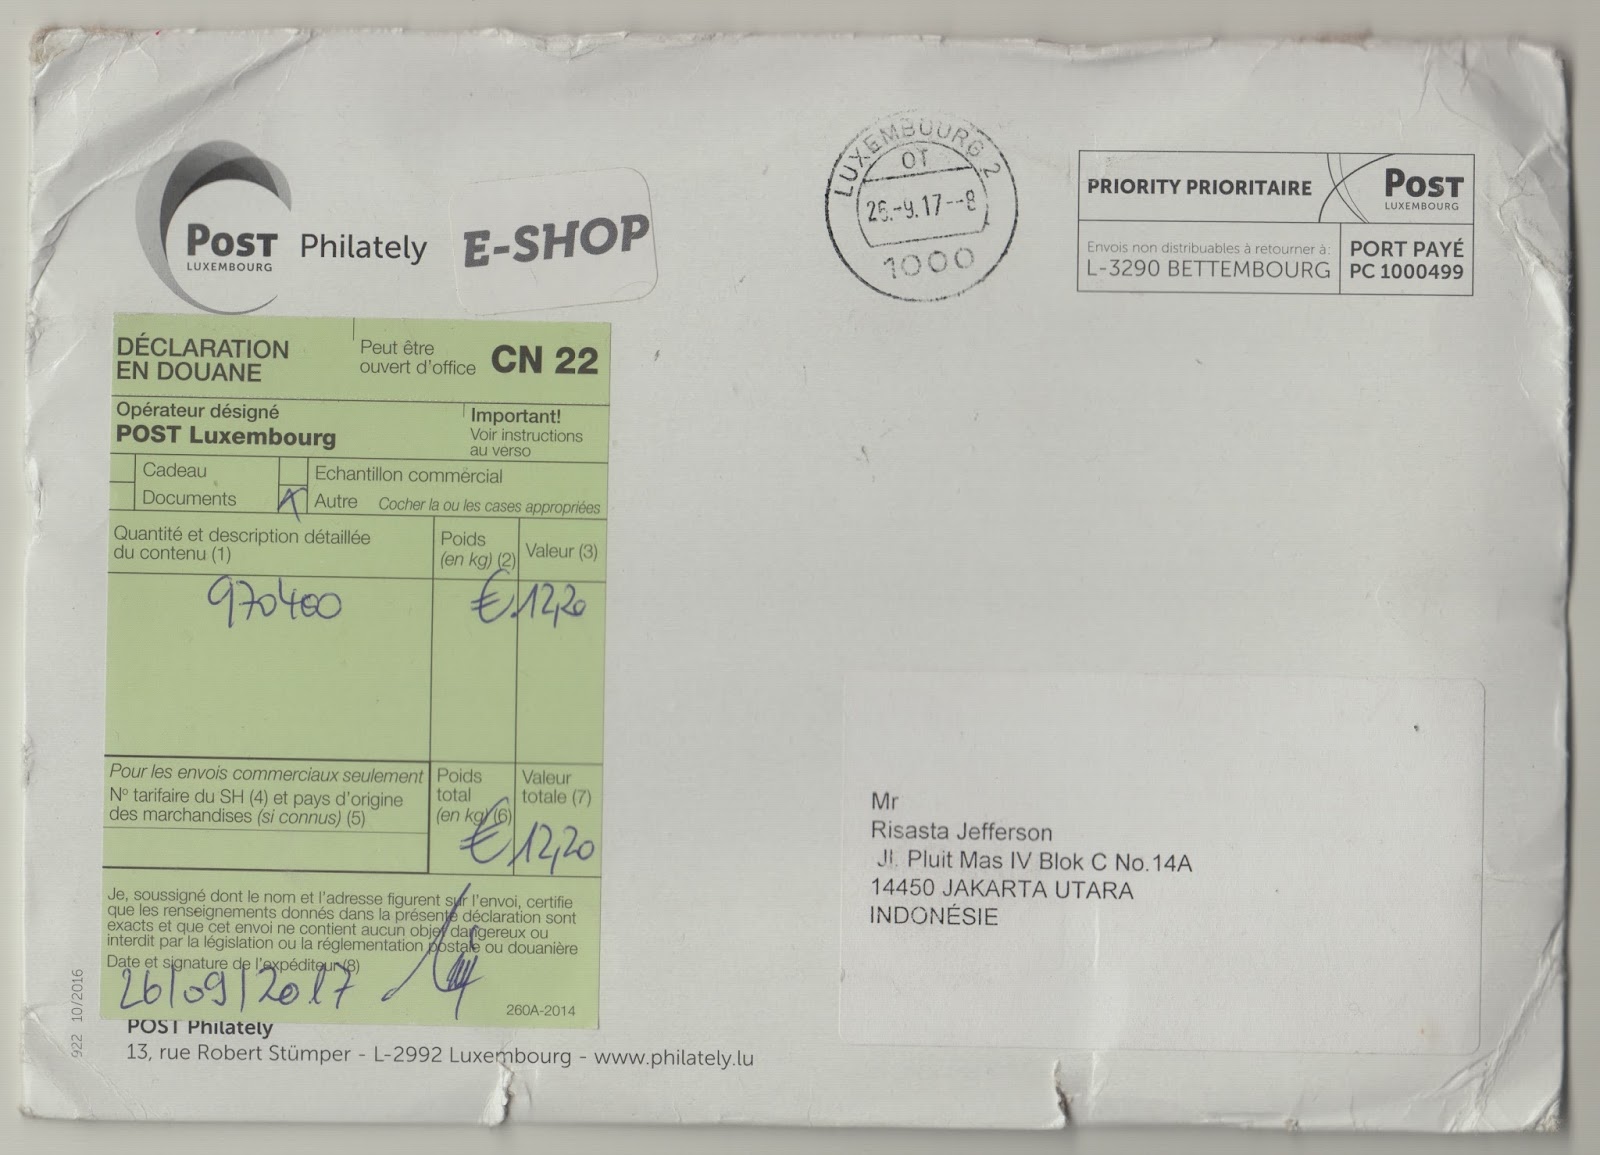 POST LUXEMBOURG Philately E-SHOP
LUXEMBOURG 2
OT
26.-9.17--8
1000
PRIORITY PRIORITAIRE
POST
LUXEMBOURG
Envois non distribuables à retourner à:
L-3290 BETTEMBOURG
PORT PAYÉ
PC 1000499
DÉCLARATION
EN DOUANE
Peut être
ouvert d'office
CN 22
Opérateur désigné
POST Luxembourg
Important!
Voir instructions
au verso
Cadeau
Echantillon commercial
Documents
Autre Cocher la ou les cases appropriées
Quantité et description détaillée
du contenu (1)
Poids
(en kg) (2)
Valeur (3)
970400 € 12,20
Pour les envois commerciaux seulement
N° tarifaire du SH (4) et pays d'origine
des marchandises (si connus) (5)
Poids
total
(en kg) (6)
Valeur
totale (7)
€ 12,20
Je, soussigné dont le nom et l'adresse figurent sur l'envoi, certifie
que les renseignements donnés dans la présente déclaration sont
exacts et que cet envoi ne contient aucun objet dangereux ou
interdit par la législation ou la réglementation postale ou douanière
Date et signature de l'expéditeur (8)
26/09/2017
260A-2014
922 10/2016
POST Philately
13, rue Robert Stümper - L-2992 Luxembourg - www.philately.lu
Mr
Risasta Jefferson
Jl. Pluit Mas IV Blok C No.14A
14450 JAKARTA UTARA
INDONÉSIE